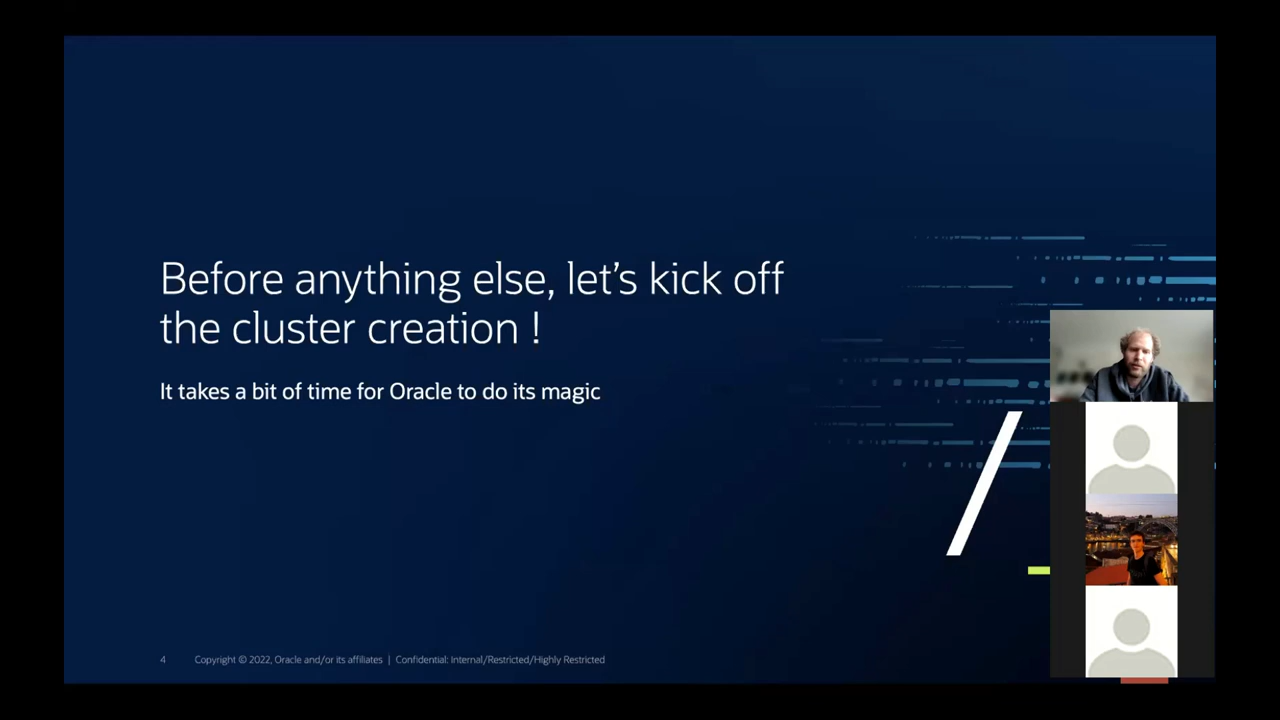 Before anything else, let's kick off
the cluster creation !
It takes a bit of time for Oracle to do its magic
4 Copyright © 2022, Oracle and/or its affiliates | Confidential: Internal/Restricted/Highly Restricted